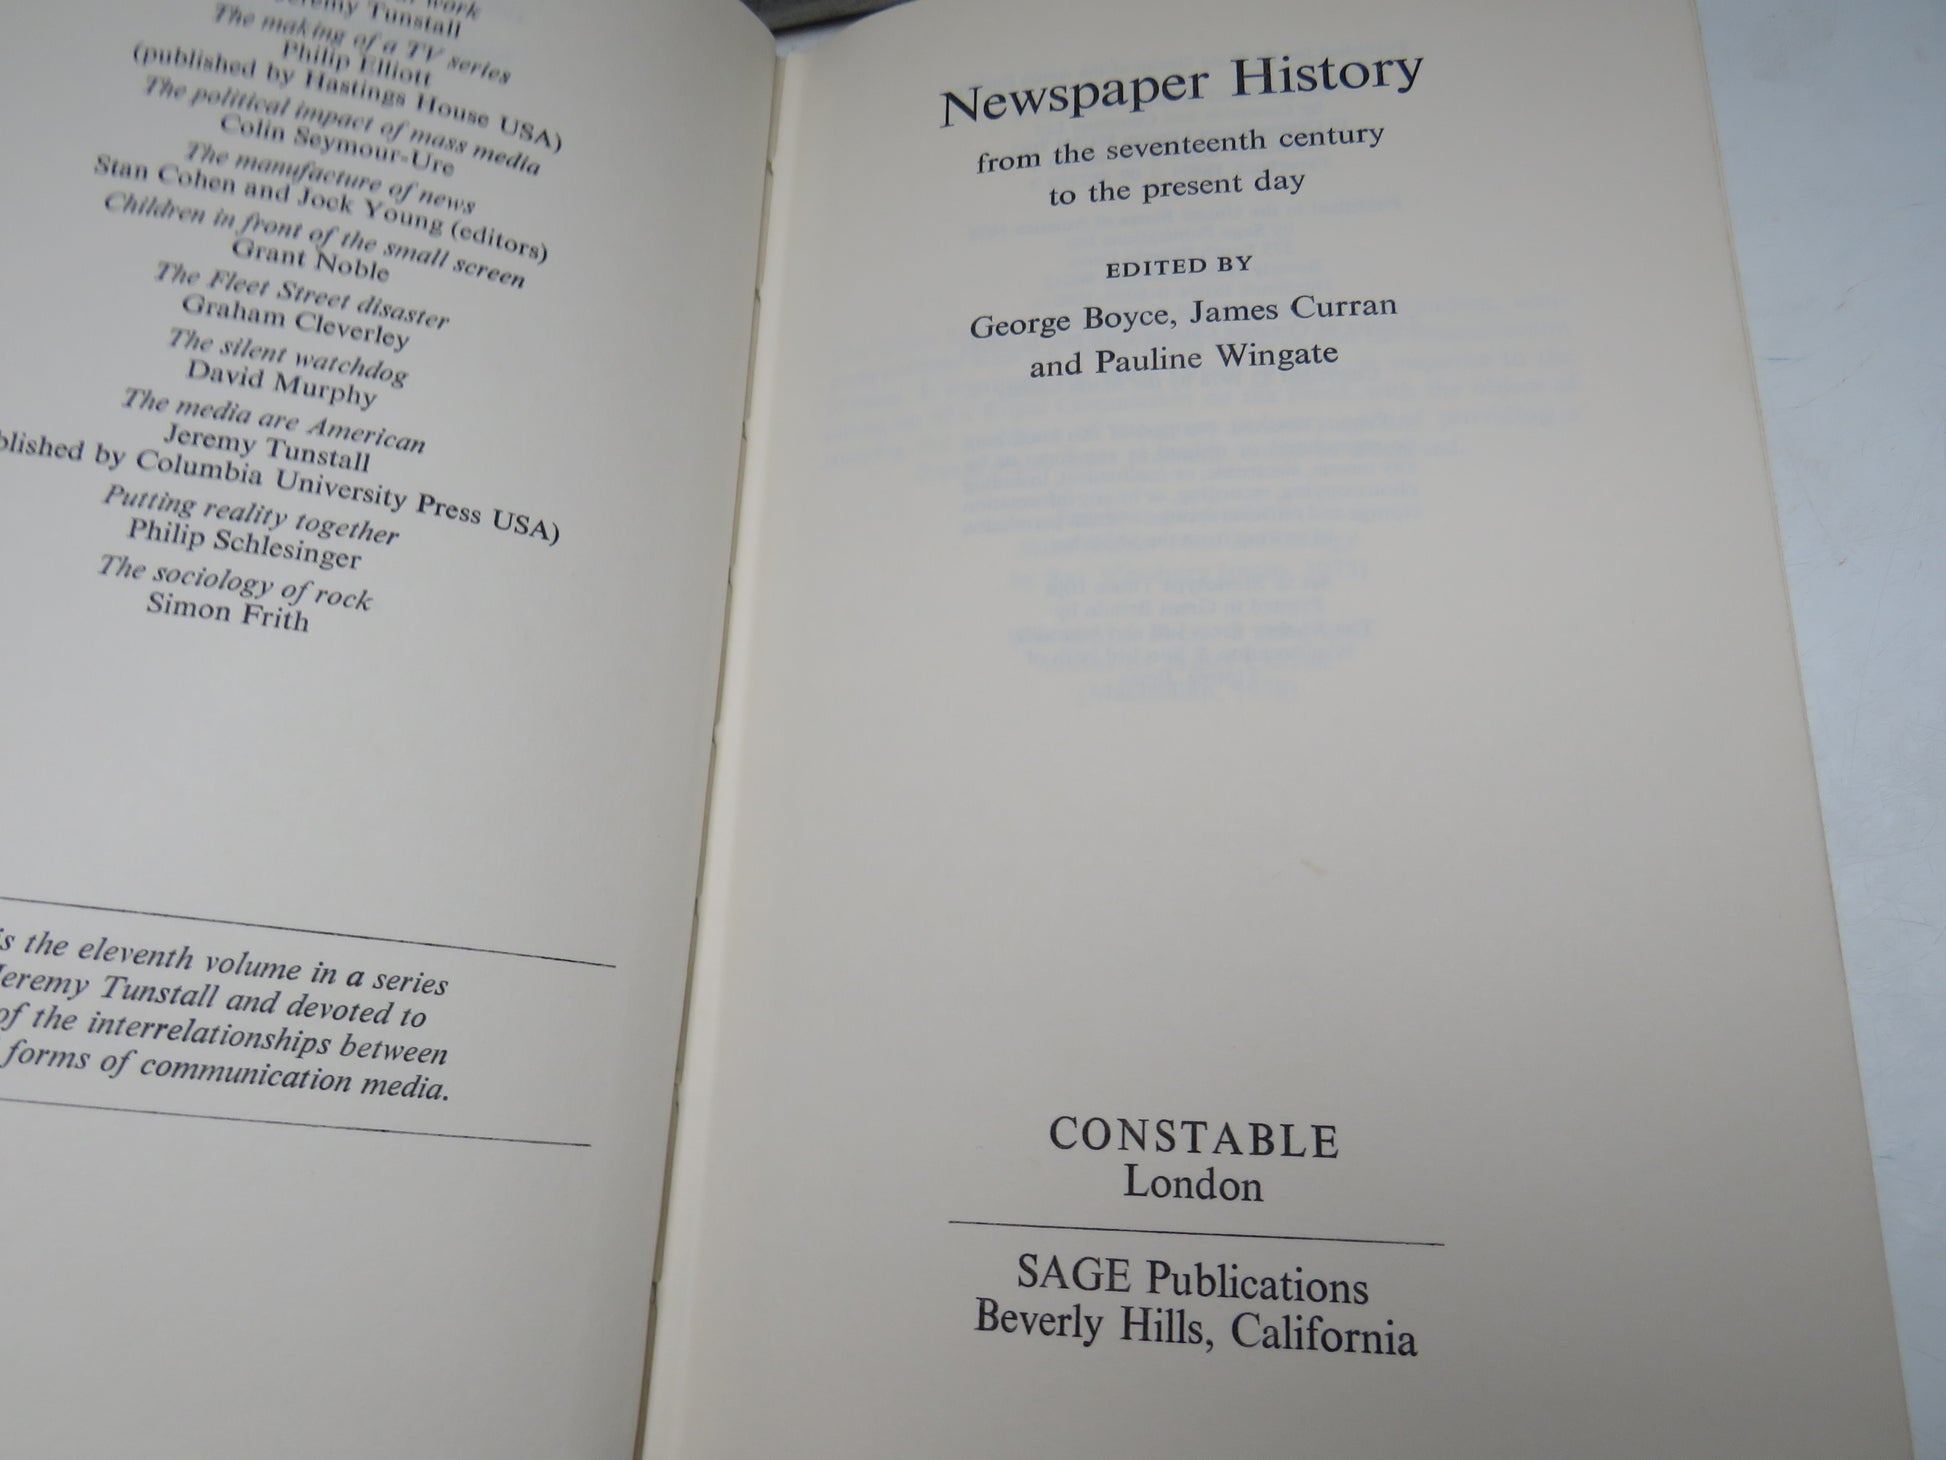 work
Jeremy Tunstall
The making of a TV series
Philip Elliott
(published by Hastings House USA)
The political impact of mass media
Colin Seymour-Ure
The manufacture of news
Stan Cohen and Jock Young (editors)
Children in front of the small screen
Grant Noble
The Fleet Street disaster
Graham Cleverley
The silent watchdog
David Murphy
The media are American
Jeremy Tunstall
blished by Columbia University Press USA)
Putting reality together
Philip Schlesinger
The sociology of rock
Simon Frith
is the eleventh volume in a series
Jeremy Tunstall and devoted to
of the interrelationships between
forms of communication media.
Newspaper History
from the seventeenth century
to the present day
EDITED BY
George Boyce, James Curran
and Pauline Wingate
CONSTABLE
London
SAGE Publications
Beverly Hills, California